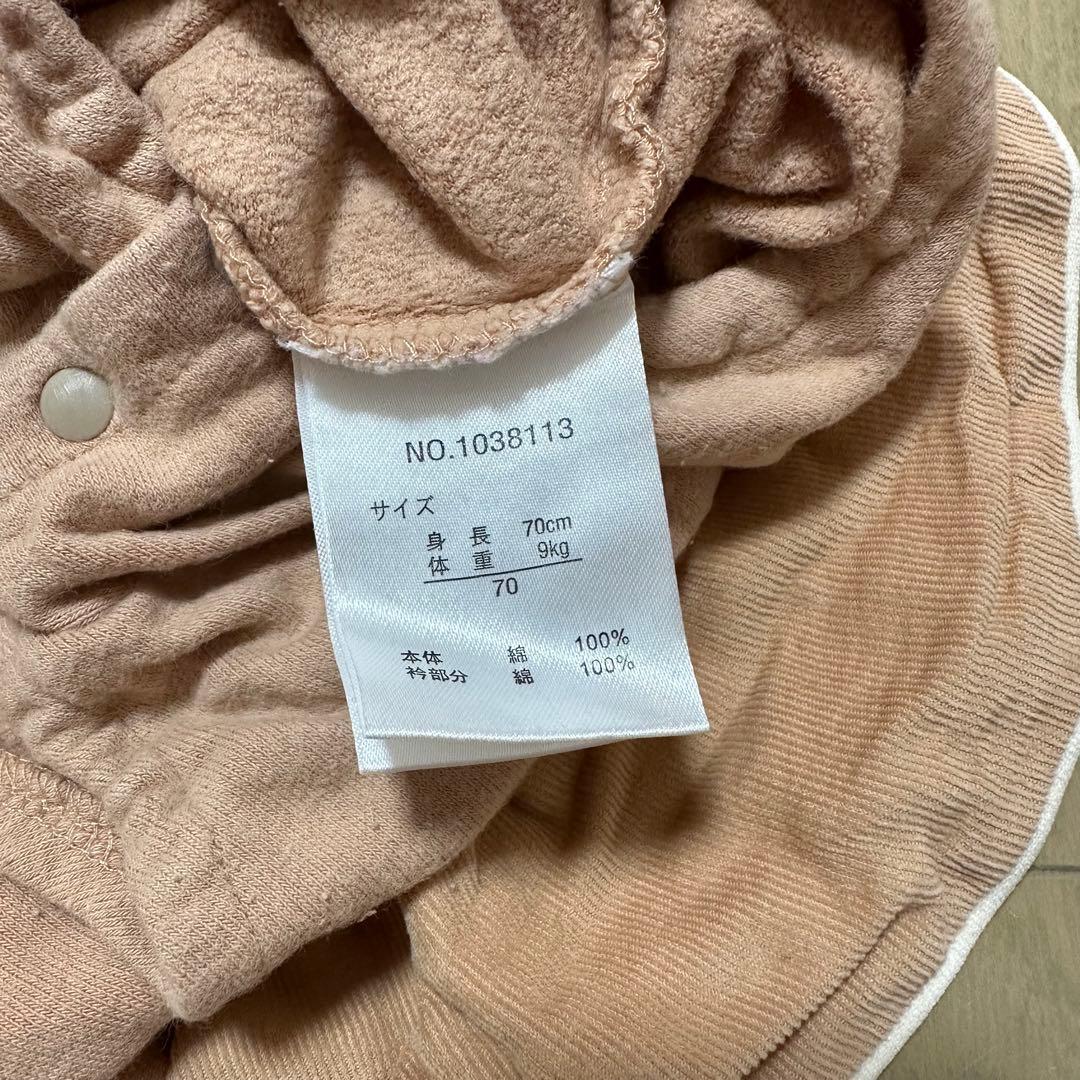 NO.1038113
サイズ
身 長 70cm
体 重 9kg
70
本体 綿 100%
衿部分 綿 100%